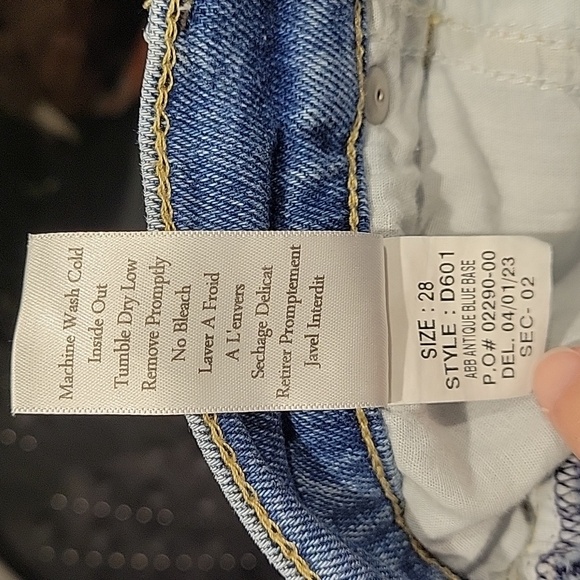 Machine Wash Cold
Inside Out
Tumble Dry Low
Remove Promptly
No Bleach
Laver A Froid
A L'envers
Sechage Delicat
Retirer Promptement
Javel Interdit
SIZE : 28
STYLE : D601
ABB ANTIQUE BLUE BASE
P.O# 02290-00
DEL. 04/01/23
SEC- 02